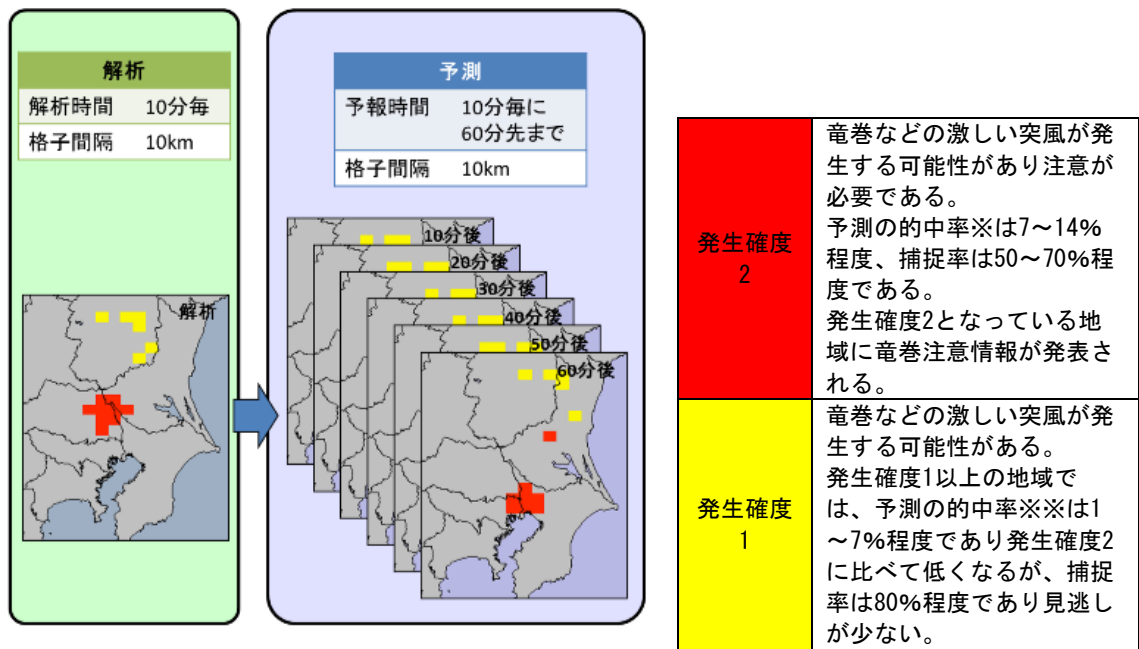 解析
解析時間 10分毎
格子間隔 10km
解析
予測
予報時間 10分毎に
60分先まで
格子間隔 10km
10分後
20分後
30分後
40分後
50分後
60分後
発生確度
2
竜巻などの激しい突風が発
生する可能性があり注意が
必要である。
予測の的中率※は7~14%
程度、捕捉率は50~70%程
度である。
発生確度2となっている地
域に竜巻注意情報が発表さ
れる。
発生確度
1
竜巻などの激しい突風が発
生する可能性がある。
発生確度1以上の地域で
は、予測の的中率※※は1
~7%程度であり発生確度2
に比べて低くなるが、捕捉
率は80%程度であり見逃し
が少ない。